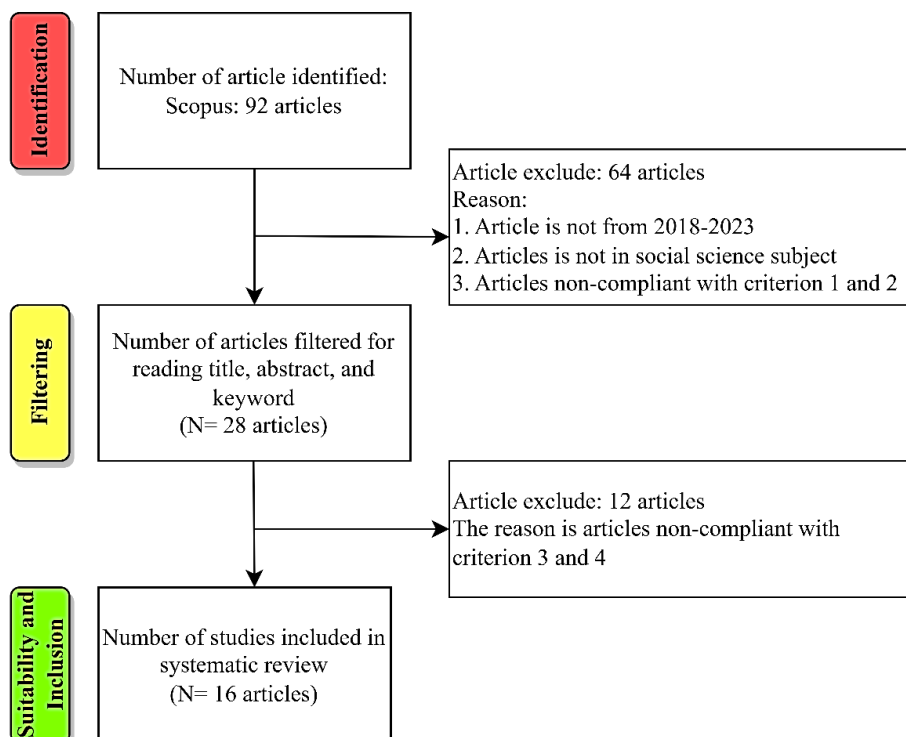 Identification
Number of article identified:
Scopus: 92 articles
Article exclude: 64 articles
Reason:
1. Article is not from 2018-2023
2. Articles is not in social science subject
3. Articles non-compliant with criterion 1 and 2
Filtering
Number of articles filtered for
reading title, abstract, and
keyword
(N= 28 articles)
Article exclude: 12 articles
The reason is articles non-compliant with
criterion 3 and 4
Suitability and
Inclusion
Number of studies included in
systematic review
(N= 16 articles)